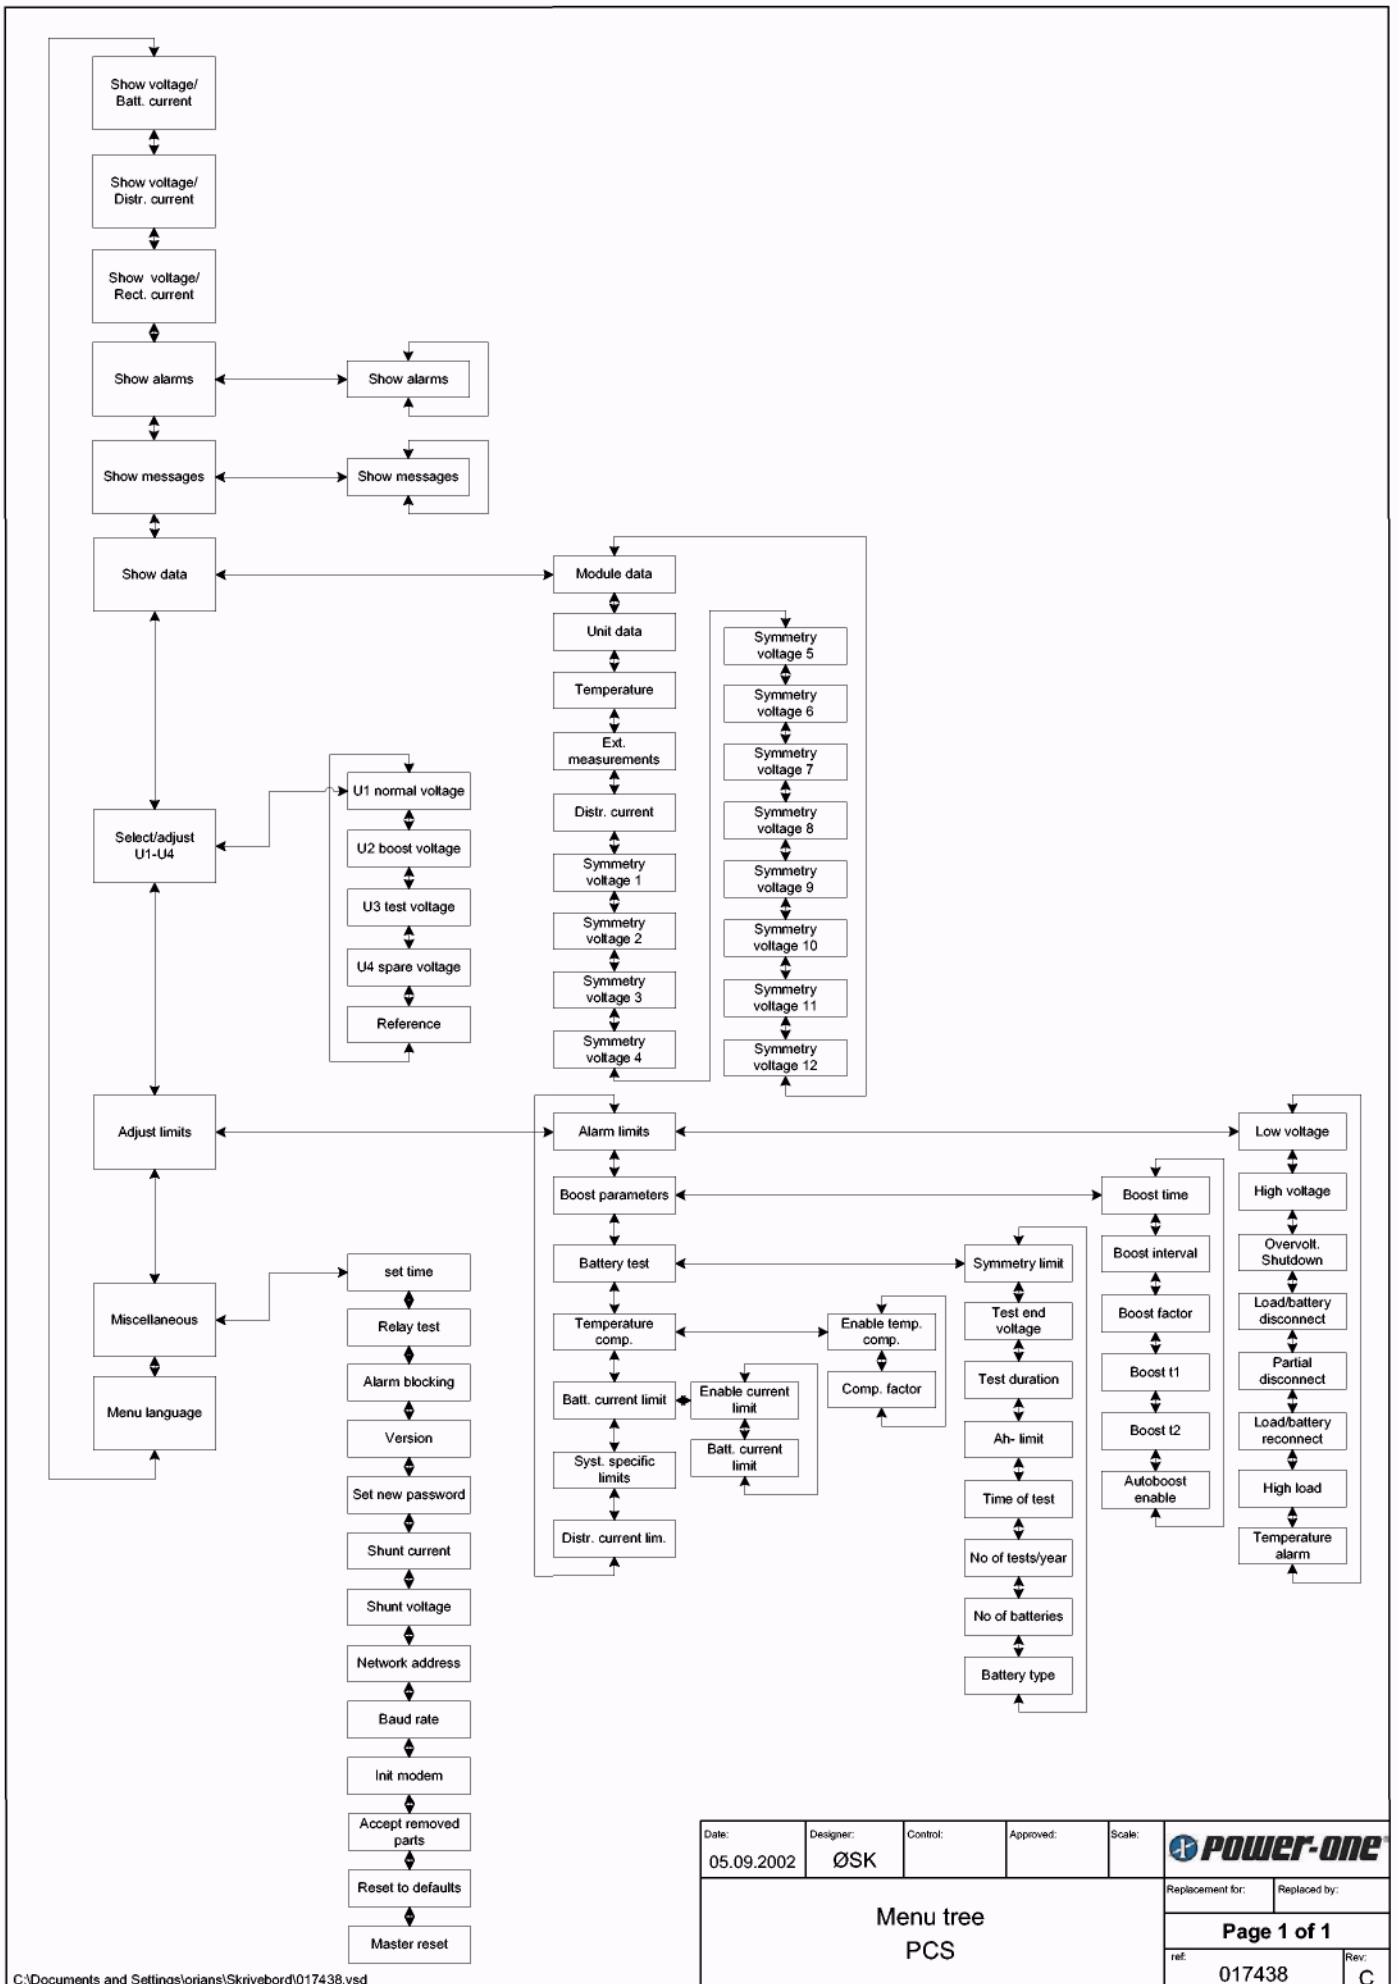 Show voltage/
Batt. current
Show voltage/
Distr. current
Show voltage/
Rect. current
Show alarms
Show alarms
Show messages
Show messages
Show data
Module data
Unit data
Temperature
Ext.
measurements
Distr. current
Symmetry
voltage 1
Symmetry
voltage 2
Symmetry
voltage 3
Symmetry
voltage 4
Symmetry
voltage 5
Symmetry
voltage 6
Symmetry
voltage 7
Symmetry
voltage 8
Symmetry
voltage 9
Symmetry
voltage 10
Symmetry
voltage 11
Symmetry
voltage 12
Select/adjust
U1-U4
U1 normal voltage
U2 boost voltage
U3 test voltage
U4 spare voltage
Reference
Adjust limits
Alarm limits
Boost parameters
Battery test
Temperature
comp.
Batt. current limit
Syst. specific
limits
Distr. current lim.
Enable current
limit
Batt. current
limit
Enable temp.
comp.
Comp. factor
Symmetry limit
Test end
voltage
Test duration
Ah- limit
Time of test
No of tests/year
No of batteries
Battery type
Boost time
Boost interval
Boost factor
Boost t1
Boost t2
Autoboost
enable
Low voltage
High voltage
Overvolt.
Shutdown
Load/battery
disconnect
Partial
disconnect
Load/battery
reconnect
High load
Temperature
alarm
Miscellaneous
set time
Relay test
Alarm blocking
Version
Set new password
Shunt current
Shunt voltage
Network address
Baud rate
Init modem
Accept removed
parts
Reset to defaults
Master reset
Menu language
Date:
05.09.2002
Designer:
ØSK
Control:
Approved:
Scale:
POWER-ONE
Replacement for:
Replaced by:
Menu tree
PCS
Page 1 of 1
ref:
017438
Rev:
C
C:\Documents and Settings\orians\Skrivebord\017438.vsd